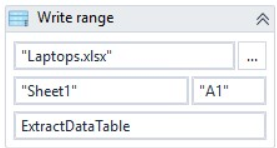 Write range
"Laptops.xlsx"
...
"Sheet1"
"A1"
ExtractDataTable